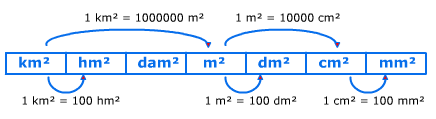 1 km² = 1000000 m² 1 m² = 10000 cm²
km² hm² dam² m² dm² cm² mm²
1 km² = 100 hm² 1 m² = 100 dm² 1 cm² = 100 mm²